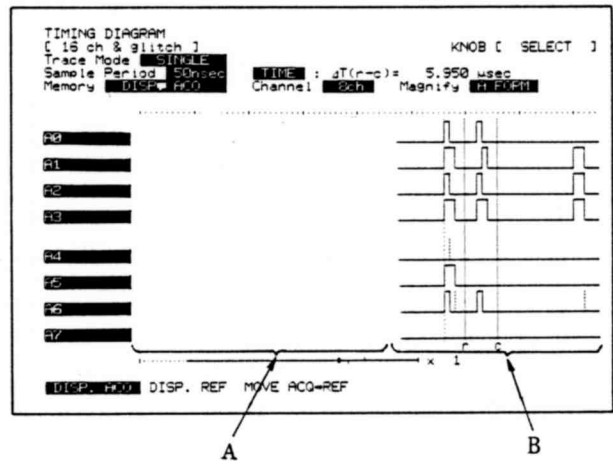 TIMING DIAGRAM
[ 16 ch & glitch ] KNOB [ SELECT ]
Trace Mode SINGLE
Sample Period 50nsec TIME : ΔT(r-c)= 5.950 μsec
Memory DISP. ACQ Channel 8ch Magnify A FORM
A0
A1
A2
A3
A4
A5
A6
A7
r c
x 1
DISP. ACQ DISP. REF MOVE ACQ→REF
A B